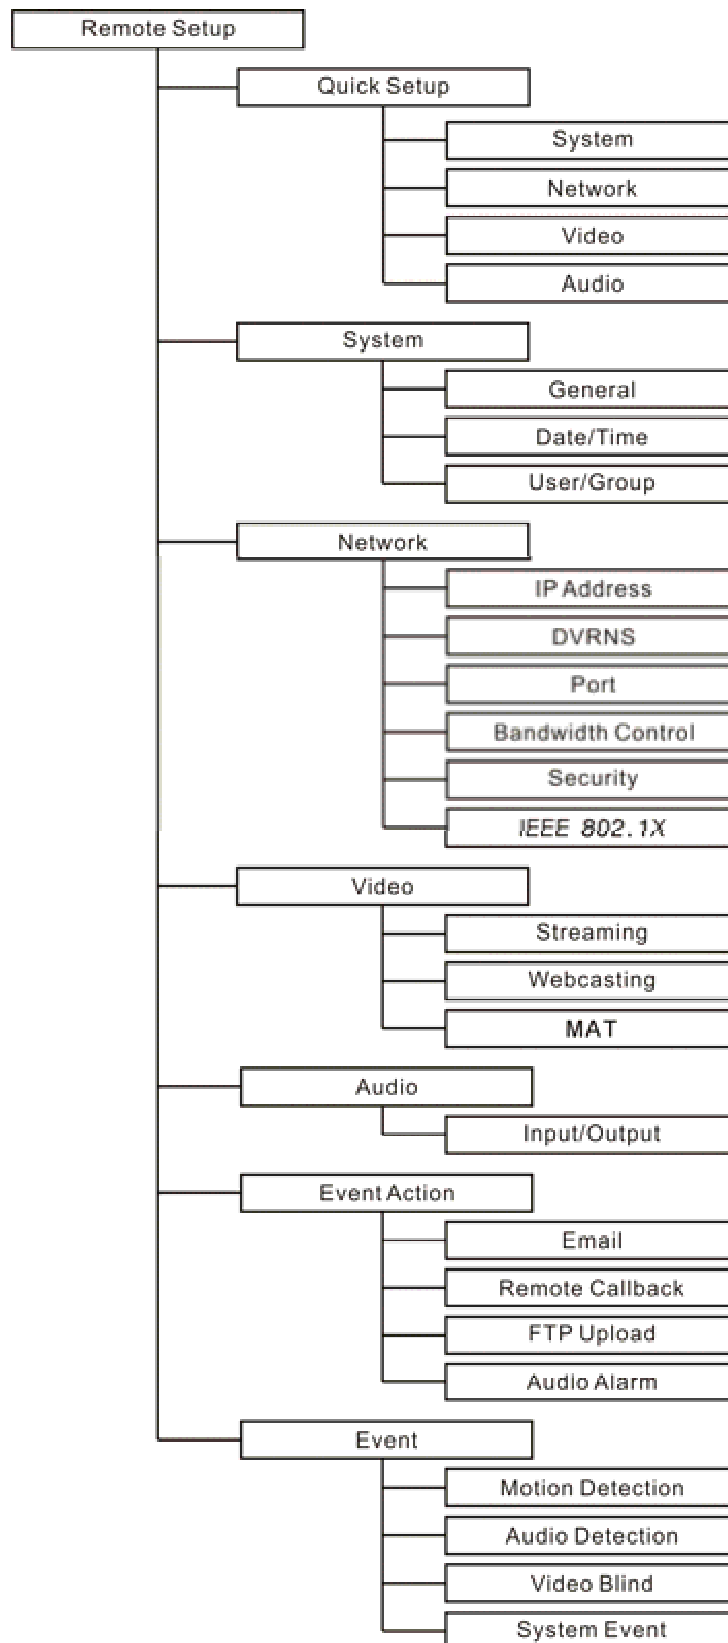 Remote Setup
Quick Setup
System
Network
Video
Audio
System
General
Date/Time
User/Group
Network
IP Address
DVRNS
Port
Bandwidth Control
Security
IEEE 802.1X
Video
Streaming
Webcasting
MAT
Audio
Input/Output
Event Action
Email
Remote Callback
FTP Upload
Audio Alarm
Event
Motion Detection
Audio Detection
Video Blind
System Event